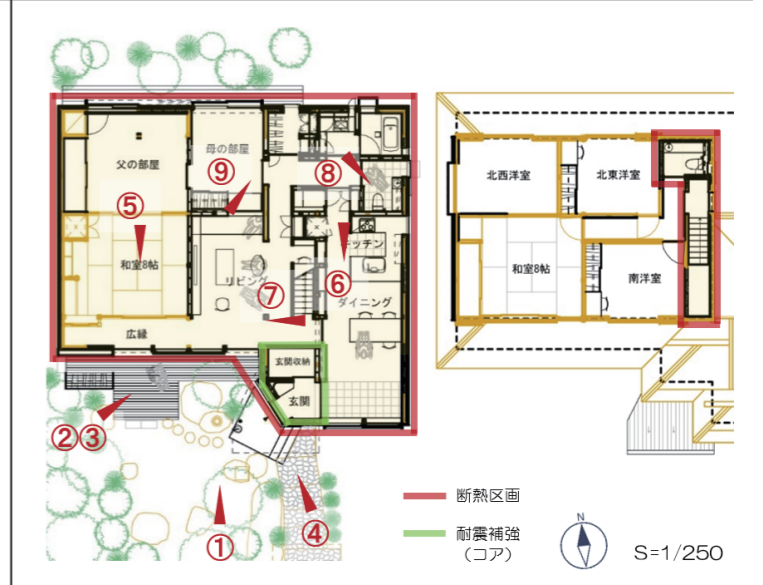 父の部屋
母の部屋
⑨
⑧
⑤
和室8帖
リビング
⑦
キッチン
⑥
ダイニング
広縁
玄関収納
玄関
②③
①
④
北西洋室
北東洋室
和室8帖
南洋室
断熱区画
耐震補強
（コア）
N
S=1/250